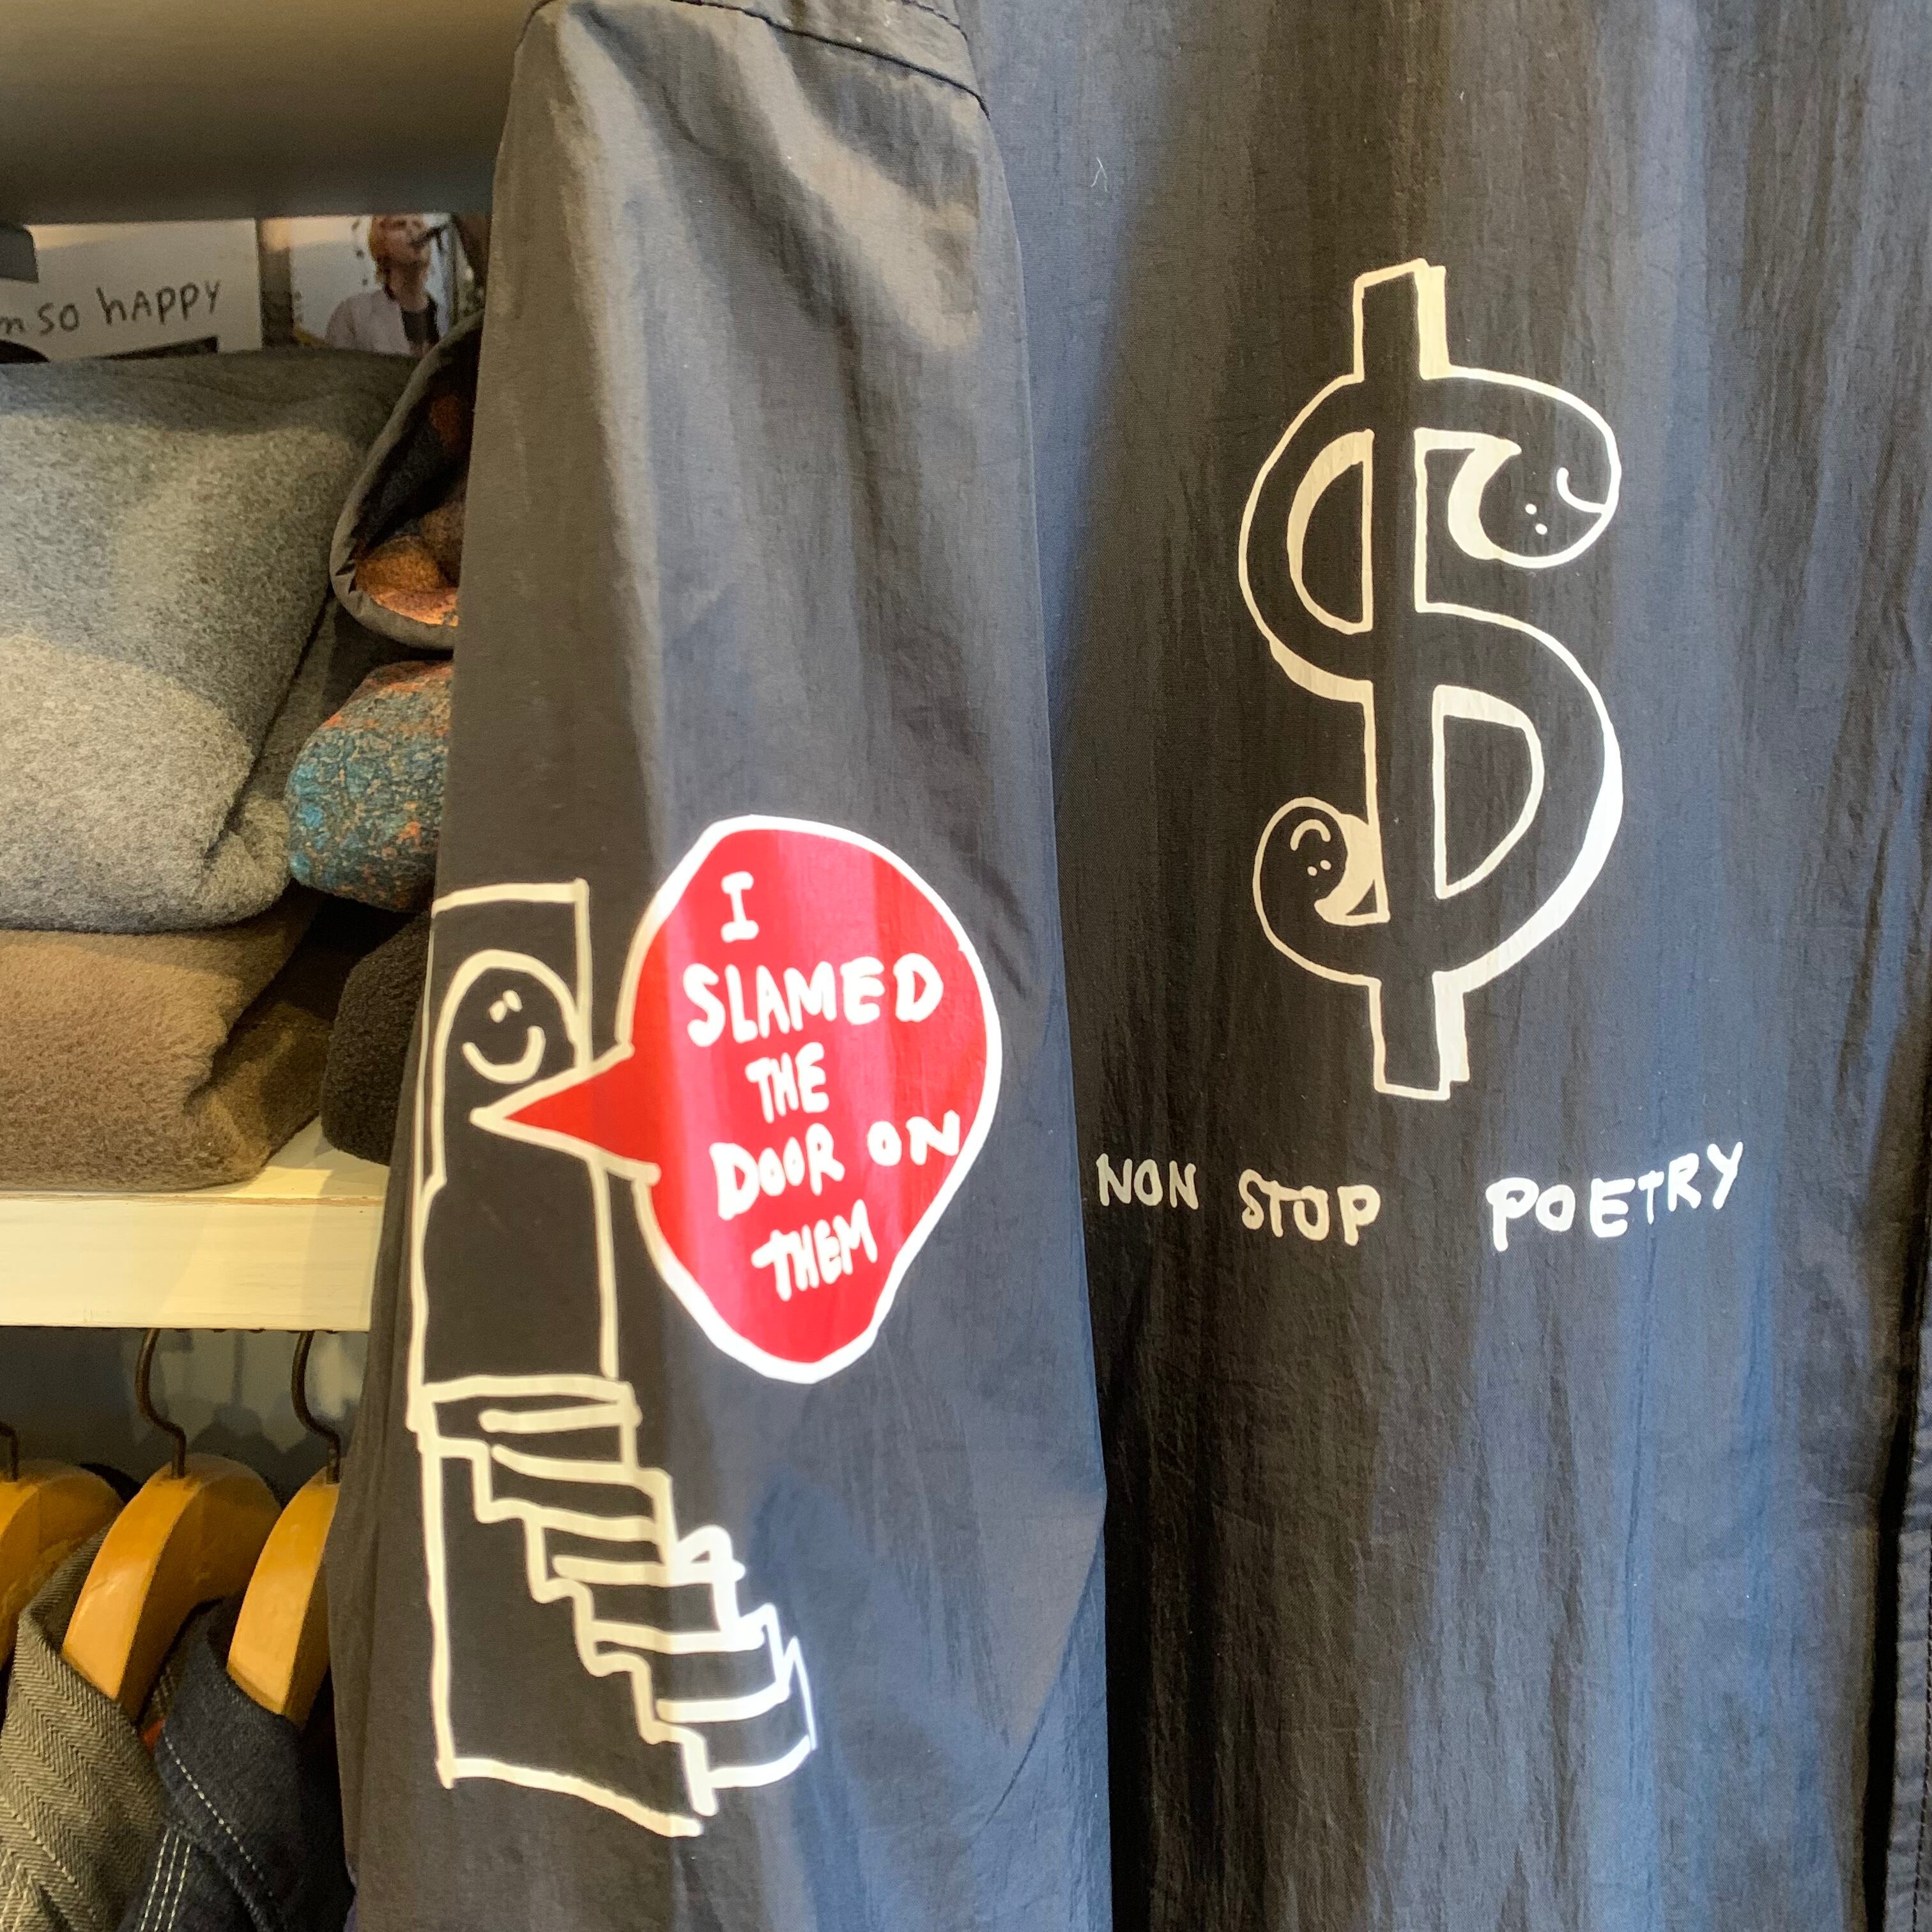 SO HAPPY
I
SLAMED
THE
DOOR ON
THEM
$
NON STOP POETRY